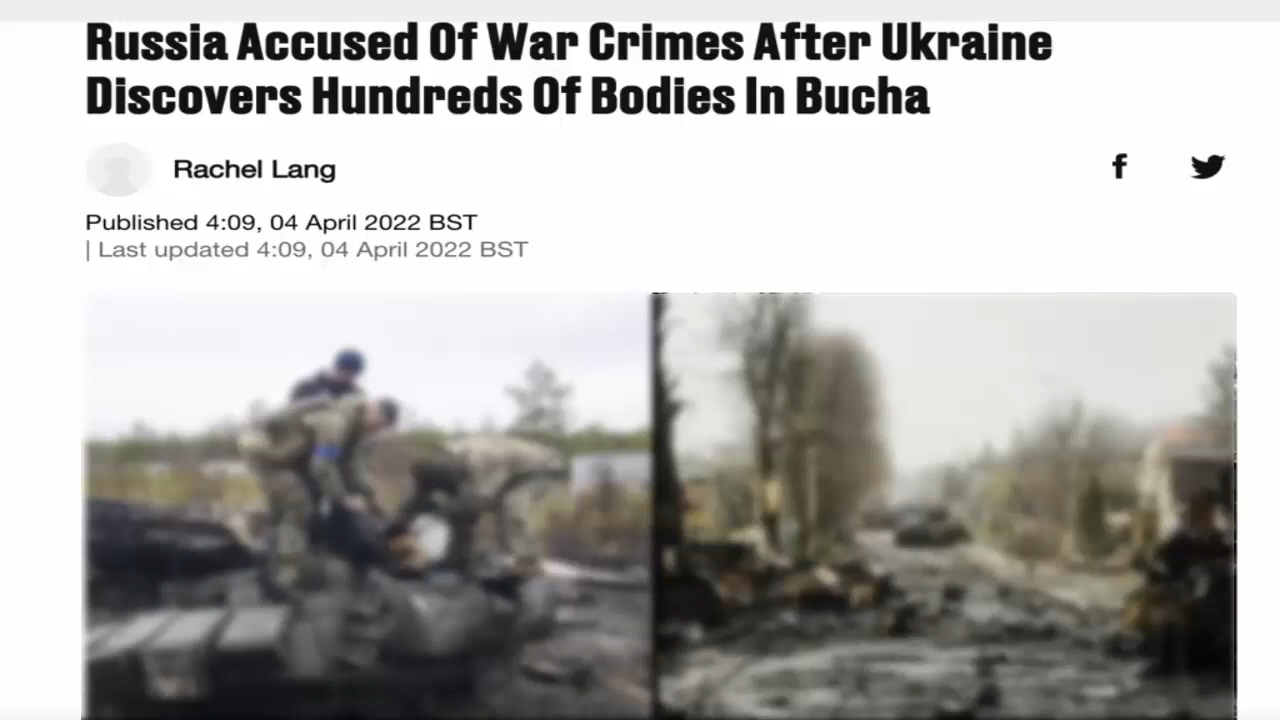 Russia Accused Of War Crimes After Ukraine
Discovers Hundreds Of Bodies In Bucha
Rachel Lang
Published 4:09, 04 April 2022 BST
| Last updated 4:09, 04 April 2022 BST